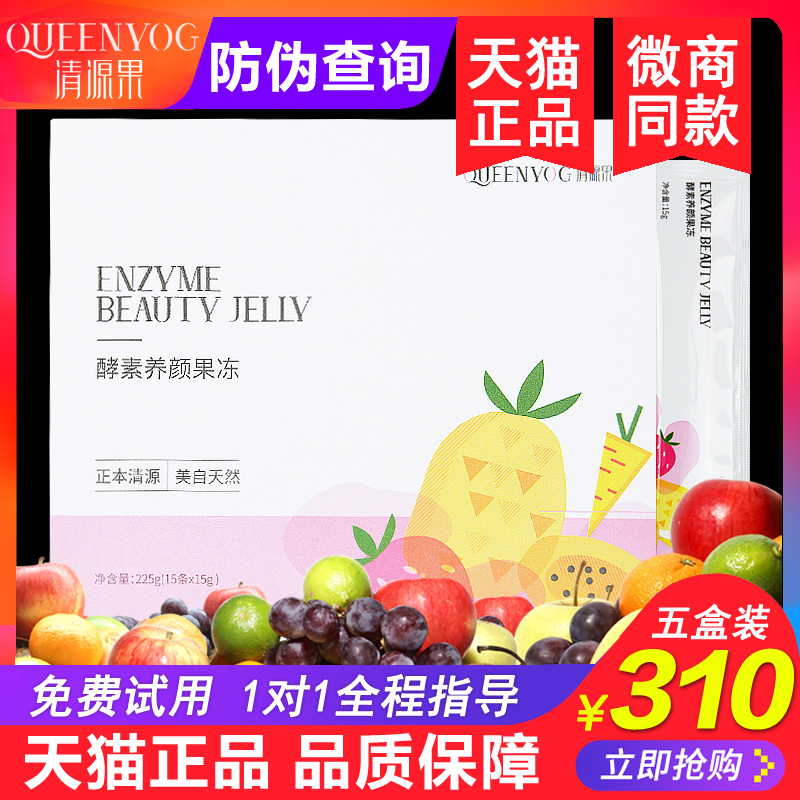 QUEENYOG
清源果
防伪查询
天猫
正品
微商
同款
QUEENYOG 清源果
ENZYME
BEAUTY JELLY
酵素养颜果冻
正本清源 | 美自天然
净含量:225g(15条x15g)
ENZYME BEAUTY JELLY
酵素养颜果冻
净含量:15g
五盒装
¥310
立即抢购
免费试用 1对1全程指导
天猫正品 品质保障